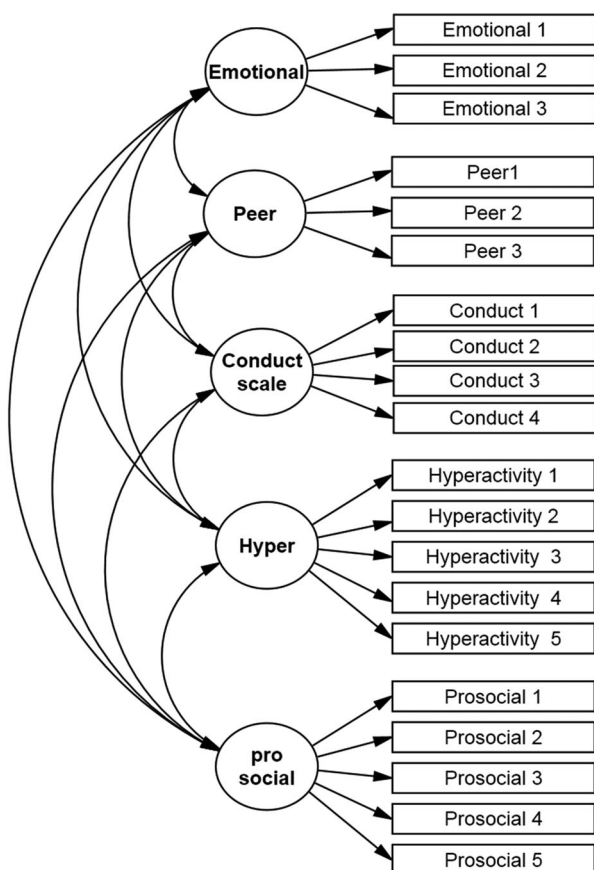 Emotional
Emotional 1
Emotional 2
Emotional 3
Peer
Peer1
Peer 2
Peer 3
Conduct
scale
Conduct 1
Conduct 2
Conduct 3
Conduct 4
Hyper
Hyperactivity 1
Hyperactivity 2
Hyperactivity 3
Hyperactivity 4
Hyperactivity 5
pro
social
Prosocial 1
Prosocial 2
Prosocial 3
Prosocial 4
Prosocial 5